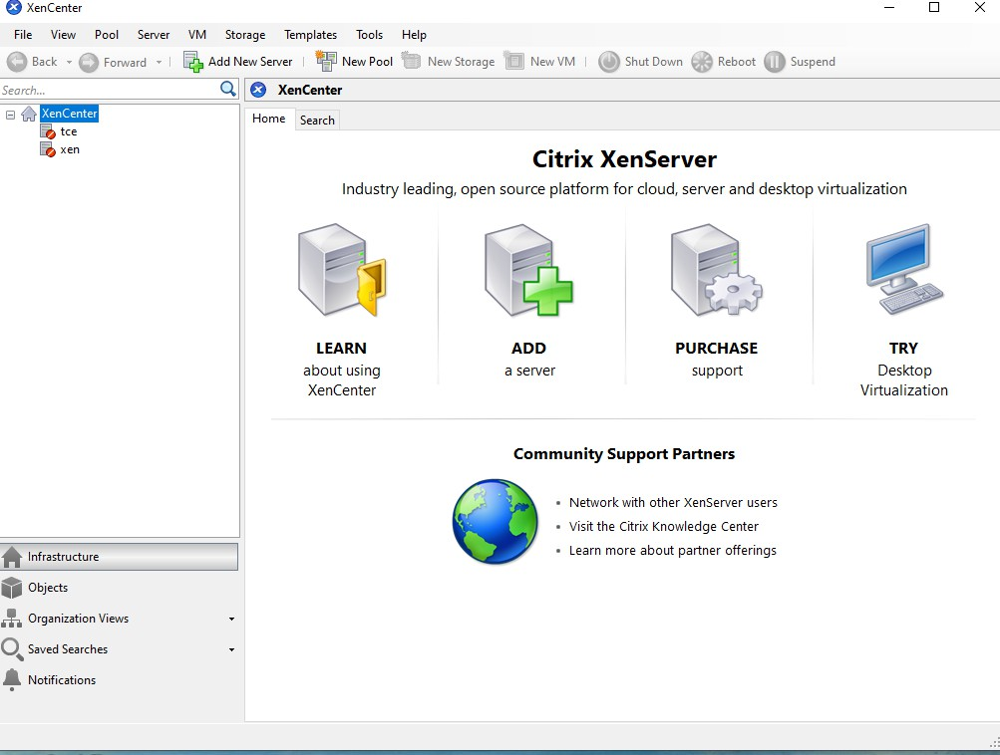 XenCenter
File View Pool Server VM Storage Templates Tools Help
Back Forward Add New Server New Pool New Storage New VM Shut Down Reboot Suspend
Search...
XenCenter
tce
xen
Infrastructure
Objects
Organization Views
Saved Searches
Notifications
XenCenter
Home Search
Citrix XenServer
Industry leading, open source platform for cloud, server and desktop virtualization
LEARN
about using
XenCenter
ADD
a server
PURCHASE
support
TRY
Desktop
Virtualization
Community Support Partners
Network with other XenServer users
Visit the Citrix Knowledge Center
Learn more about partner offerings